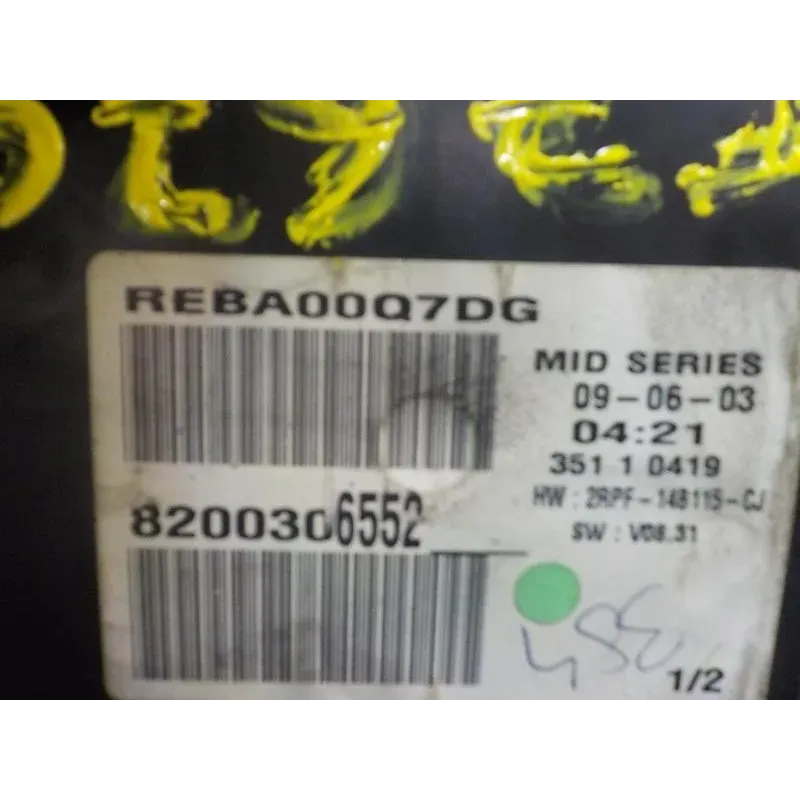 REBA00Q7DG
MID SERIES
09-06-03
04:21
351 1 0419
HW : 2RPF-14B115-CJ
SW : V08.31
8200306552
1/2